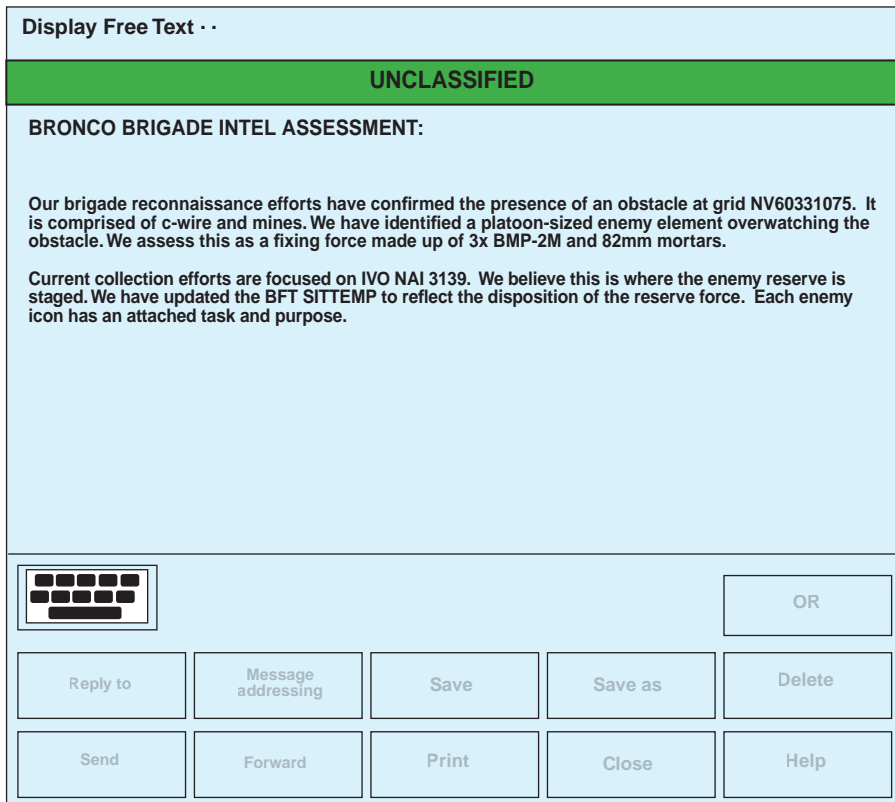 Display Free Text · ·
UNCLASSIFIED
BRONCO BRIGADE INTEL ASSESSMENT:
Our brigade reconnaissance efforts have confirmed the presence of an obstacle at grid NV60331075.  It
is comprised of c-wire and mines. We have identified a platoon-sized enemy element overwatching the
obstacle. We assess this as a fixing force made up of 3x BMP-2M and 82mm mortars.
Current collection efforts are focused on IVO NAI 3139.  We believe this is where the enemy reserve is
staged. We have updated the BFT SITTEMP to reflect the disposition of the reserve force.  Each enemy
icon has an attached task and purpose.
OR
Reply to
Message
addressing
Save
Save as
Delete
Send
Forward
Print
Close
Help